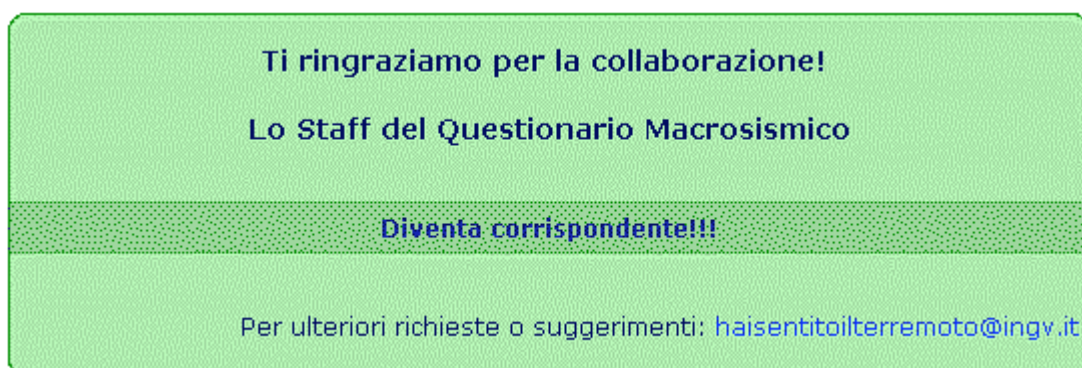 Ti ringraziamo per la collaborazione!
Lo Staff del Questionario Macrosismico
Diventa corrispondente!!!
Per ulteriori richieste o suggerimenti: haisentitoilterremoto@ingv.it